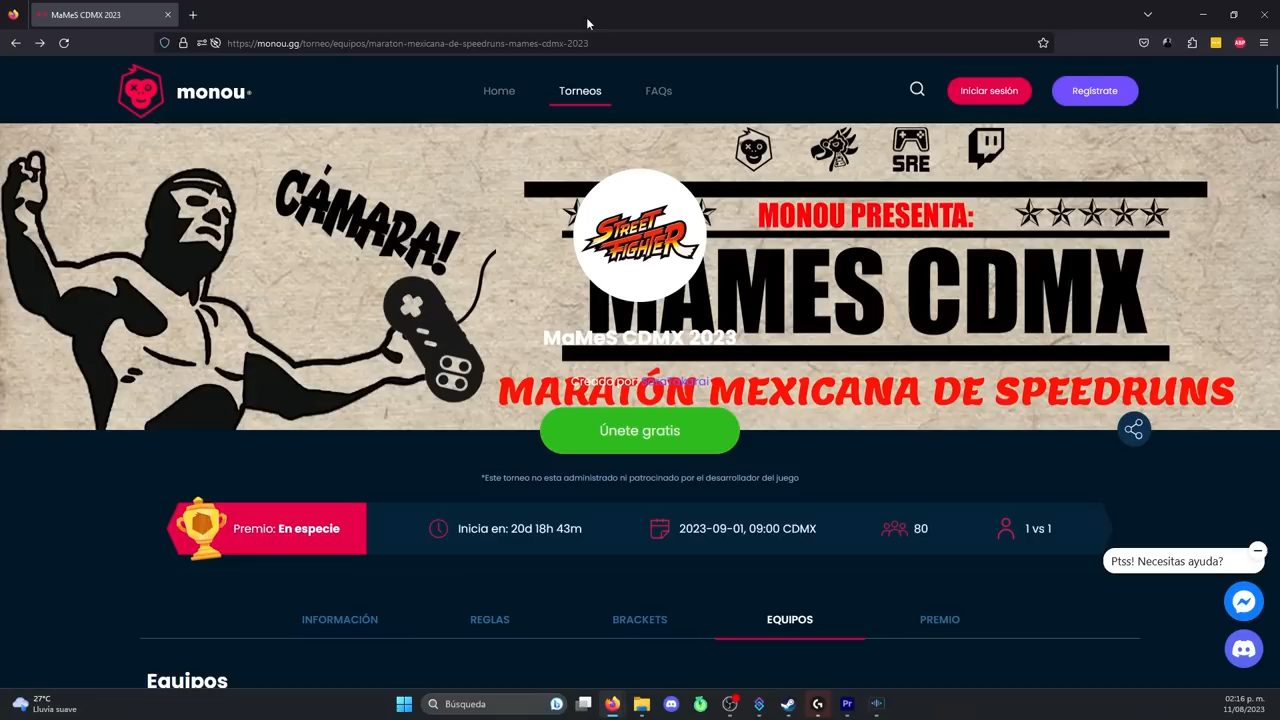 MaMeS CDMX 2023
https://monou.gg/torneo/equipos/maraton-mexicana-de-speedruns-mames-cdmx-2023
monou
Home
Torneos
FAQs
Iniciar sesión
Regístrate
CÁMARA!
SRE
STREET FIGHTER
MONOU PRESENTA:
MAMES CDMX
MaMeS CDMX 2023
MARATÓN MEXICANA DE SPEEDRUNS
Creado por
Únete gratis
*Este torneo no esta administrado ni patrocinado por el desarrollador del juego
Premio: En especie
Inicia en: 20d 18h 43m
2023-09-01, 09:00 CDMX
80
1 vs 1
Ptss! Necesitas ayuda?
INFORMACIÓN
REGLAS
BRACKETS
EQUIPOS
PREMIO
Equipos
27°C
Lluvia suave
Búsqueda
Pr
02:16 p. m.
11/08/2023